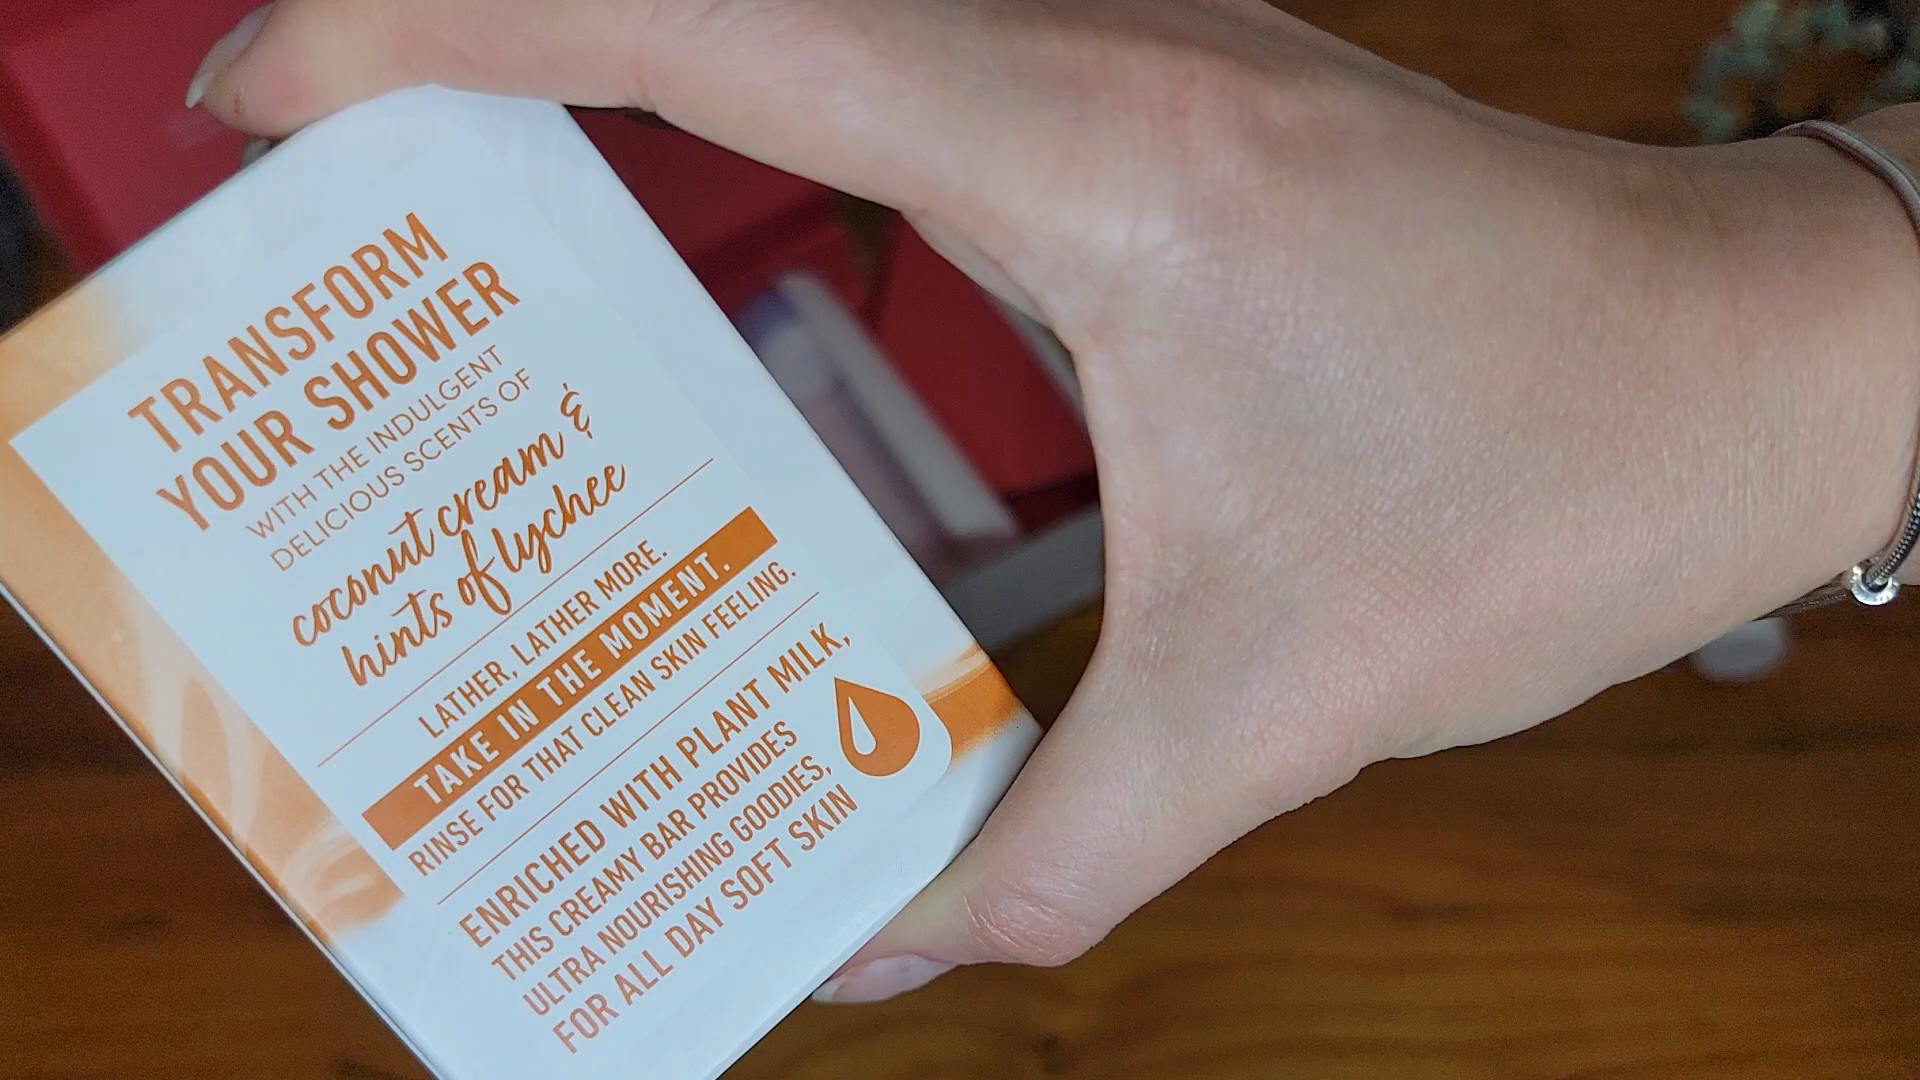 TRANSFORM
YOUR SHOWER
WITH THE INDULGENT
DELICIOUS SCENTS OF
coconut cream &
hints of lychee
LATHER, LATHER MORE.
TAKE IN THE MOMENT.
RINSE FOR THAT CLEAN SKIN FEELING.
ENRICHED WITH PLANT MILK,
THIS CREAMY BAR PROVIDES
ULTRA NOURISHING GOODIES,
FOR ALL DAY SOFT SKIN